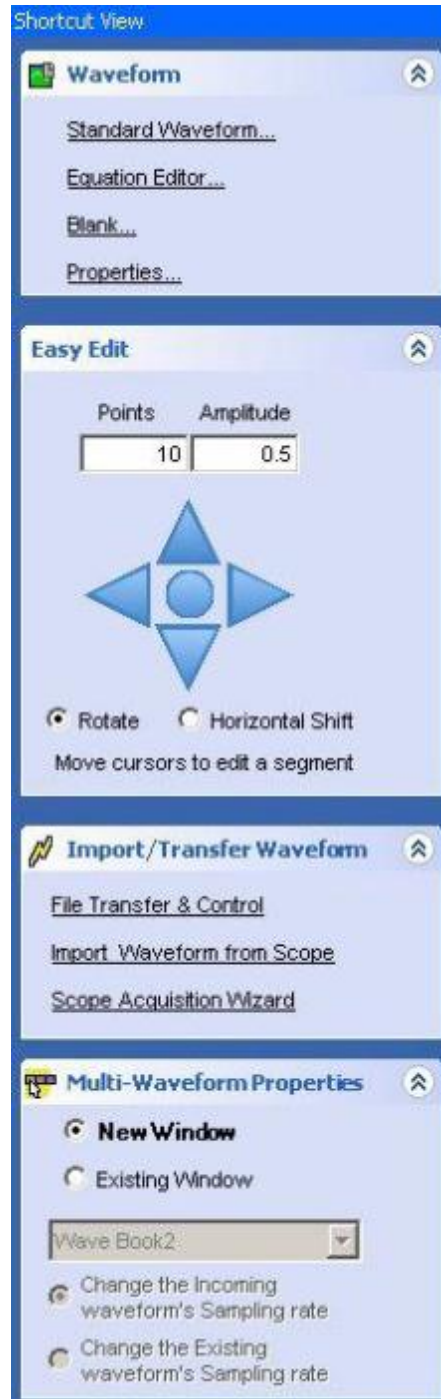 Shortcut View
Waveform
Standard Waveform...
Equation Editor...
Blank...
Properties...
Easy Edit
Points Amplitude
10 0.5
Rotate Horizontal Shift
Move cursors to edit a segment
Import/Transfer Waveform
File Transfer & Control
Import Waveform from Scope
Scope Acquisition Wizard
Multi-Waveform Properties
New Window
Existing Window
Wave Book2
Change the Incoming
waveform's Sampling rate
Change the Existing
waveform's Sampling rate